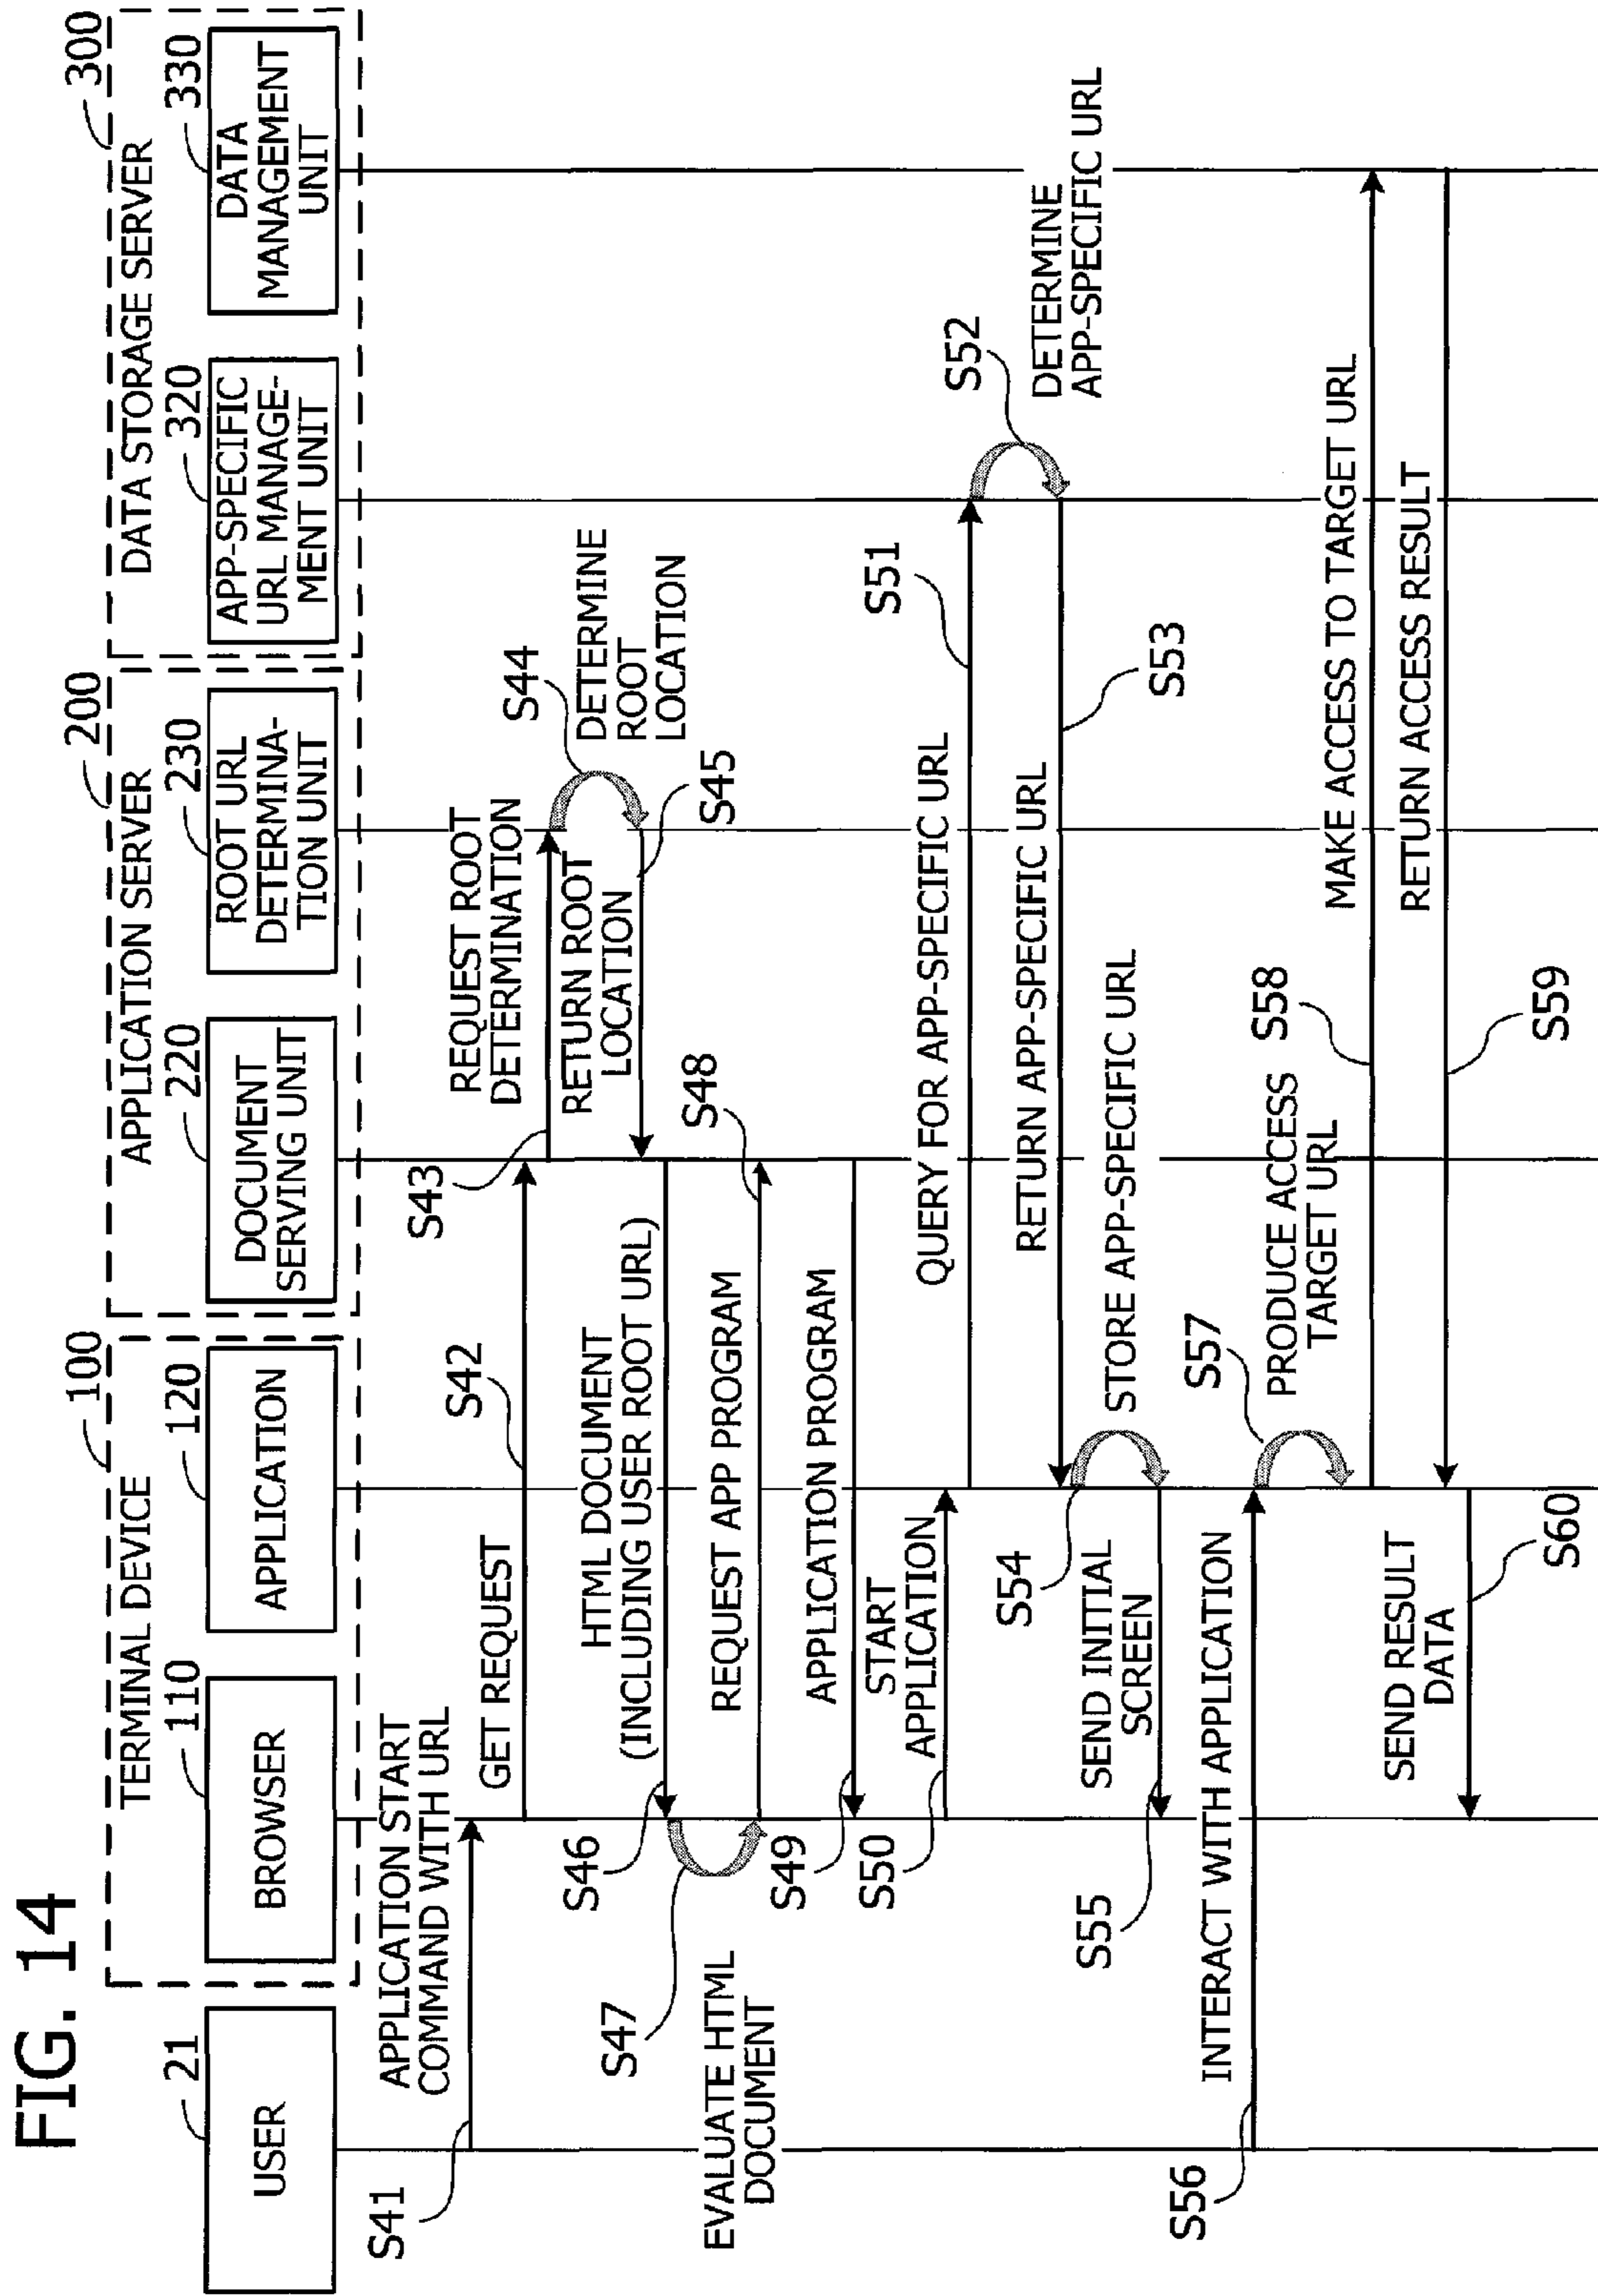 FIG. 14
USER
21
TERMINAL DEVICE
100
BROWSER
110
APPLICATION
120
APPLICATION SERVER
200
DOCUMENT
SERVING UNIT
220
ROOT URL
DETERMINA-
TION UNIT
230
DATA STORAGE SERVER
300
APP-SPECIFIC
URL MANAGE-
MENT UNIT
320
DATA
MANAGEMENT
UNIT
330
S41
APPLICATION START
COMMAND WITH URL
GET REQUEST
S42
S43
REQUEST ROOT
DETERMINATION
S44
DETERMINE
ROOT
LOCATION
RETURN ROOT
LOCATION
S45
S46
HTML DOCUMENT
(INCLUDING USER ROOT URL)
S47
EVALUATE HTML
DOCUMENT
REQUEST APP PROGRAM
S48
S49
APPLICATION PROGRAM
S50
START
APPLICATION
QUERY FOR APP-SPECIFIC URL
S51
S52
DETERMINE
APP-SPECIFIC URL
RETURN APP-SPECIFIC URL
S53
S54
STORE APP-SPECIFIC URL
S55
SEND INITIAL
SCREEN
S56
INTERACT WITH APPLICATION
S57
PRODUCE ACCESS
TARGET URL
S58
MAKE ACCESS TO TARGET URL
RETURN ACCESS RESULT
S59
SEND RESULT
DATA
S60